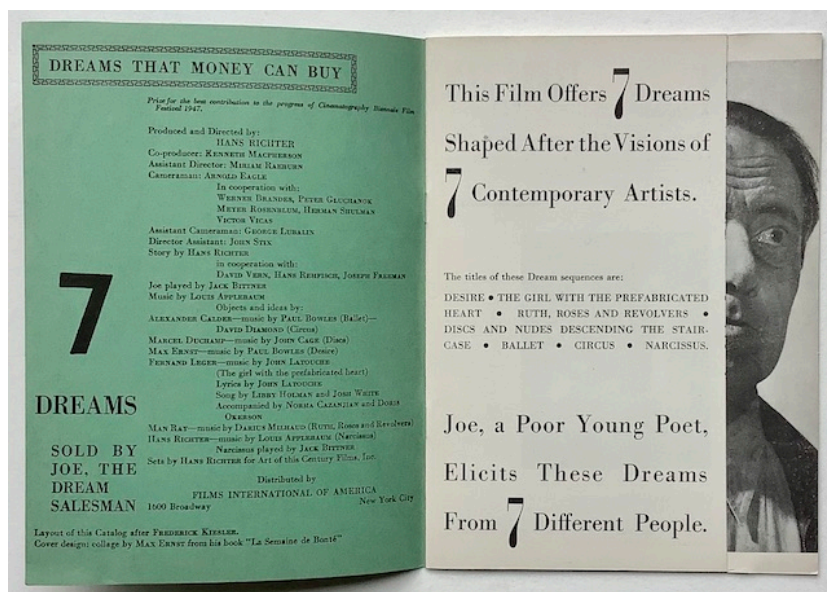 DREAMS THAT MONEY CAN BUY
Prize for the best contribution to the progress of Cinematography Biennale Film
Festival 1947.
Produced and Directed by:
HANS RICHTER
Co-producer: KENNETH MACPHERSON
Assistant Director: MIRIAM RAEBURN
Cameraman: ARNOLD EAGLE
In cooperation with:
WERNER BRANDES, PETER GLUCHANOK
MEYER ROSENBLUM, HERMAN SHULMAN
VICTOR VICAS
Assistant Cameraman: GEORGE LUBALIN
Director Assistant: JOHN STIX
Story by HANS RICHTER
in cooperation with:
DAVID VERN, HANS REHFISCH, JOSEPH FREEMAN
Joe played by JACK BITTNER
Music by LOUIS APPLEBAUM
Objects and ideas by:
ALEXANDER CALDER—music by PAUL BOWLES (Ballet)—
DAVID DIAMOND (Circus)
MARCEL DUCHAMP—music by JOHN CAGE (Discs)
MAX ERNST—music by PAUL BOWLES (Desire)
FERNAND LEGER—music by JOHN LATOUCHE
(The girl with the prefabricated heart)
Lyrics by JOHN LATOUCHE
Song by LIBBY HOLMAN and JOSH WHITE
Accompanied by NORMA CAZANJIAN and DORIS
OKERSON
MAN RAY—music by DARIUS MILHAUD (RUTH, Roses and Revolvers)
HANS RICHTER—music by LOUIS APPLEBAUM (Narcissus)
Narcissus played by JACK BITTNER
Sets by HANS RICHTER for Art of this Century Films, Inc.
Distributed by
FILMS INTERNATIONAL OF AMERICA
1600 Broadway New York City
7
DREAMS
SOLD BY
JOE, THE
DREAM
SALESMAN
Layout of this Catalog after FREDERICK KIESLER.
Cover design: collage by MAX ERNST from his book "La Semaine de Bonté"
This Film Offers 7 Dreams
Shaped After the Visions of
7 Contemporary Artists.
The titles of these Dream sequences are:
DESIRE • THE GIRL WITH THE PREFABRICATED
HEART • RUTH, ROSES AND REVOLVERS •
DISCS AND NUDES DESCENDING THE STAIR-
CASE • BALLET • CIRCUS • NARCISSUS.
Joe, a Poor Young Poet,
Elicits These Dreams
From 7 Different People.